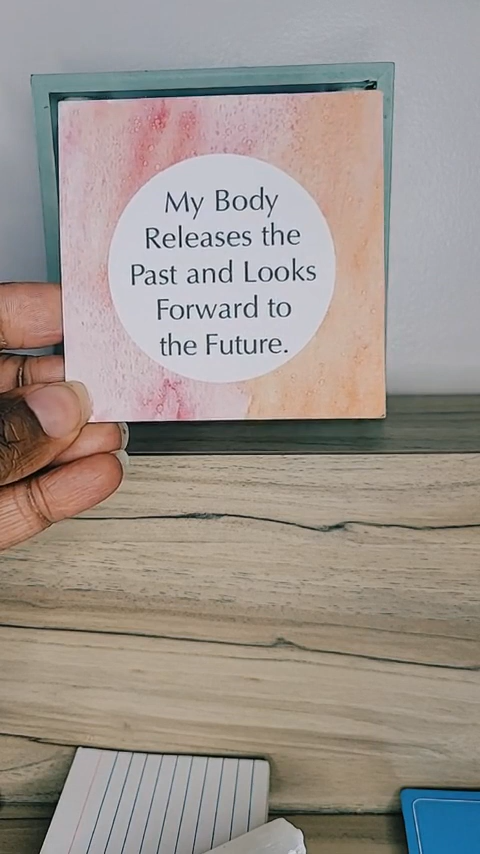 My Body
Releases the
Past and Looks
Forward to
the Future.